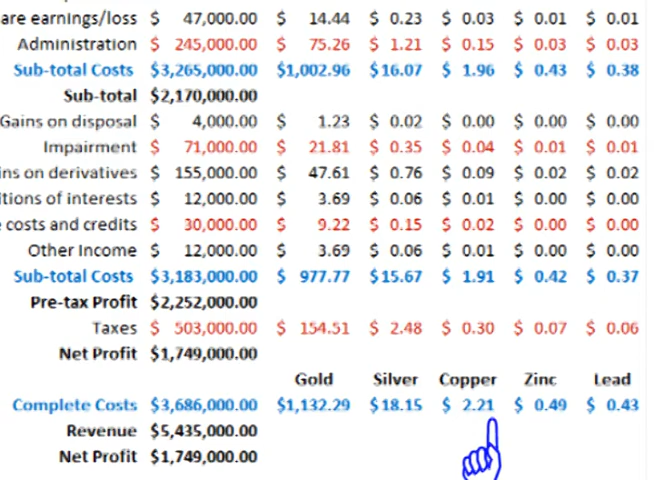 are earnings/loss $ 47,000.00 $ 14.44 $ 0.23 $ 0.03 $ 0.01 $ 0.01
Administration $ 245,000.00 $ 75.26 $ 1.21 $ 0.15 $ 0.03 $ 0.03
Sub-total Costs $3,265,000.00 $1,002.96 $16.07 $ 1.96 $ 0.43 $ 0.38
Sub-total $2,170,000.00
Gains on disposal $ 4,000.00 $ 1.23 $ 0.02 $ 0.00 $ 0.00 $ 0.00
Impairment $ 71,000.00 $ 21.81 $ 0.35 $ 0.04 $ 0.01 $ 0.01
ins on derivatives $ 155,000.00 $ 47.61 $ 0.76 $ 0.09 $ 0.02 $ 0.02
itions of interests $ 12,000.00 $ 3.69 $ 0.06 $ 0.01 $ 0.00 $ 0.00
e costs and credits $ 30,000.00 $ 9.22 $ 0.15 $ 0.02 $ 0.00 $ 0.00
Other Income $ 12,000.00 $ 3.69 $ 0.06 $ 0.01 $ 0.00 $ 0.00
Sub-total Costs $3,183,000.00 $ 977.77 $15.67 $ 1.91 $ 0.42 $ 0.37
Pre-tax Profit $2,252,000.00
Taxes $ 503,000.00 $ 154.51 $ 2.48 $ 0.30 $ 0.07 $ 0.06
Net Profit $1,749,000.00
Gold Silver Copper Zinc Lead
Complete Costs $3,686,000.00 $1,132.29 $18.15 $ 2.21 $ 0.49 $ 0.43
Revenue $5,435,000.00
Net Profit $1,749,000.00